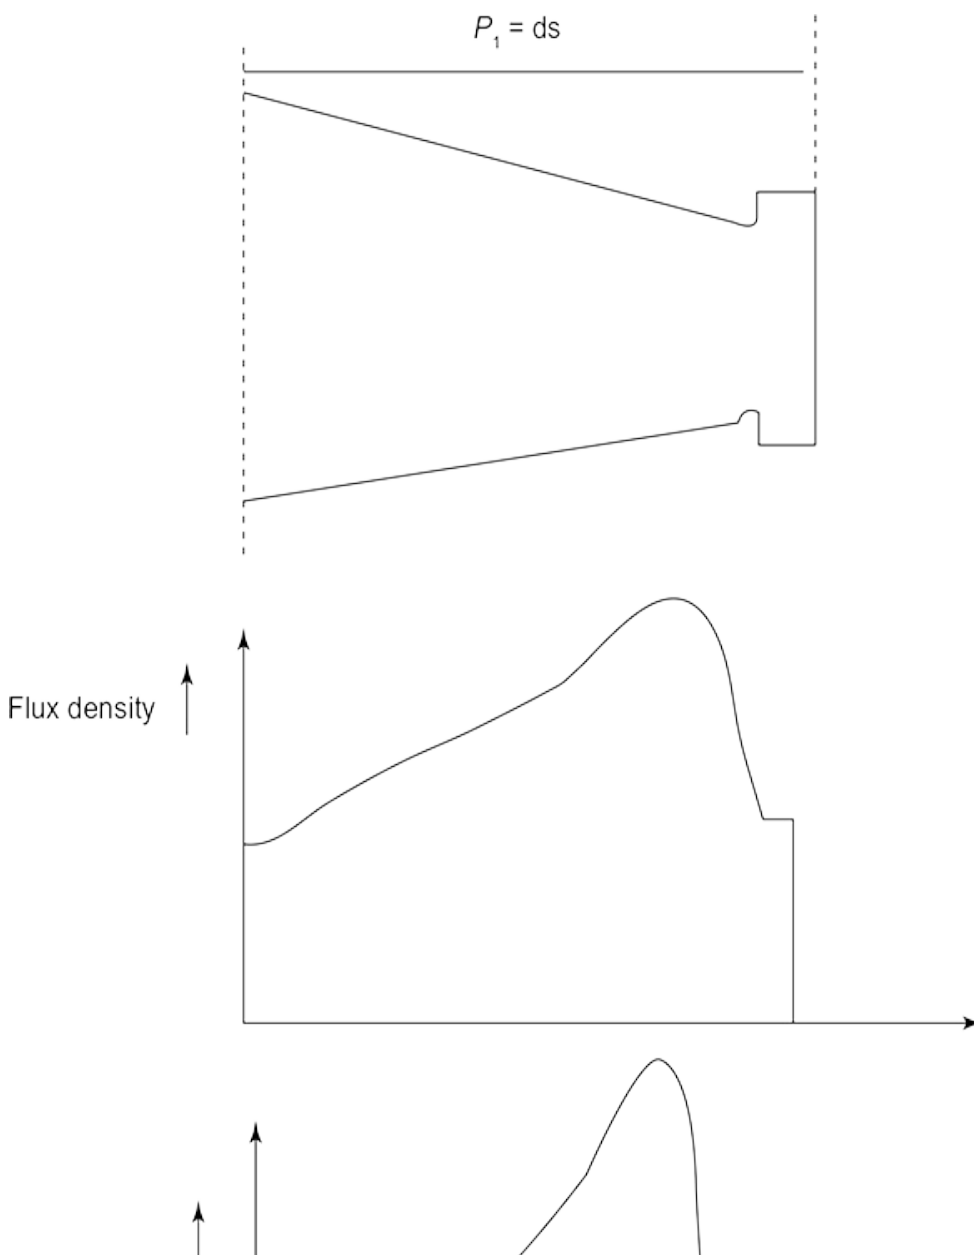 P₁ = ds
Flux density